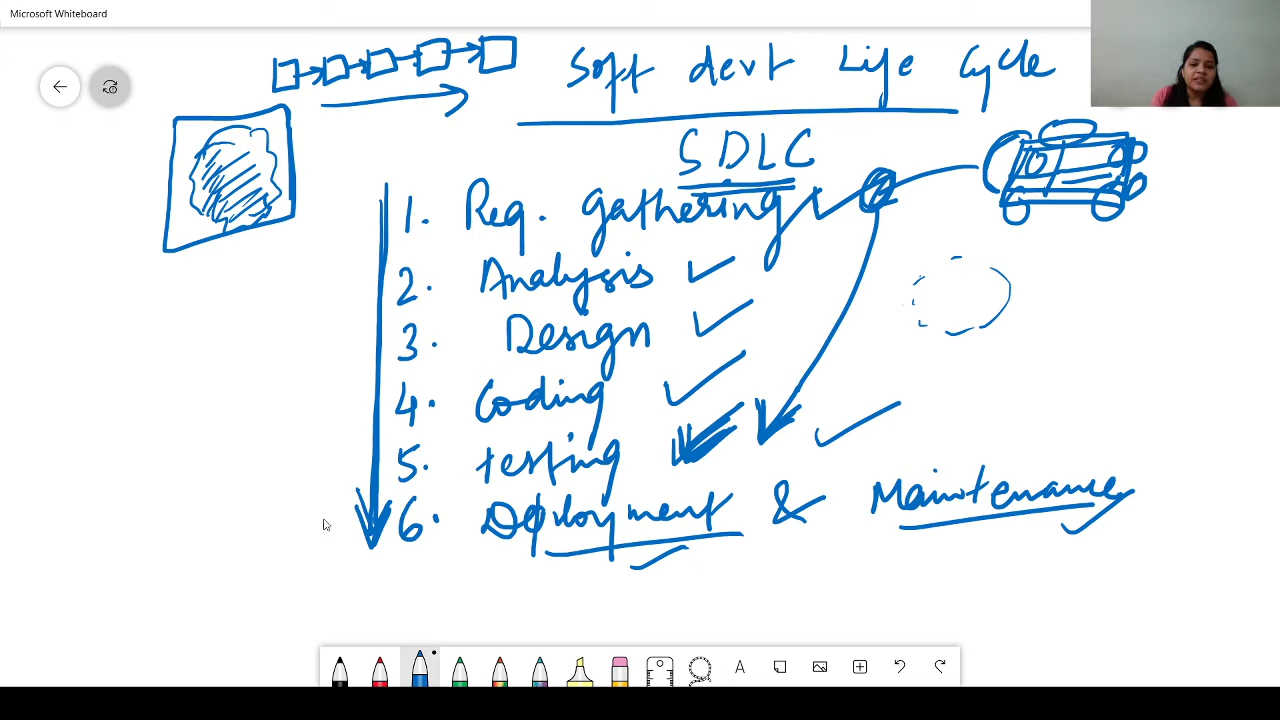 Microsoft Whiteboard
Soft devt Life Cycle
SDLC
1. Req. gathering
2. Analysis
3. Design
4. Coding
5. testing
6. Deployment & Maintenance
A